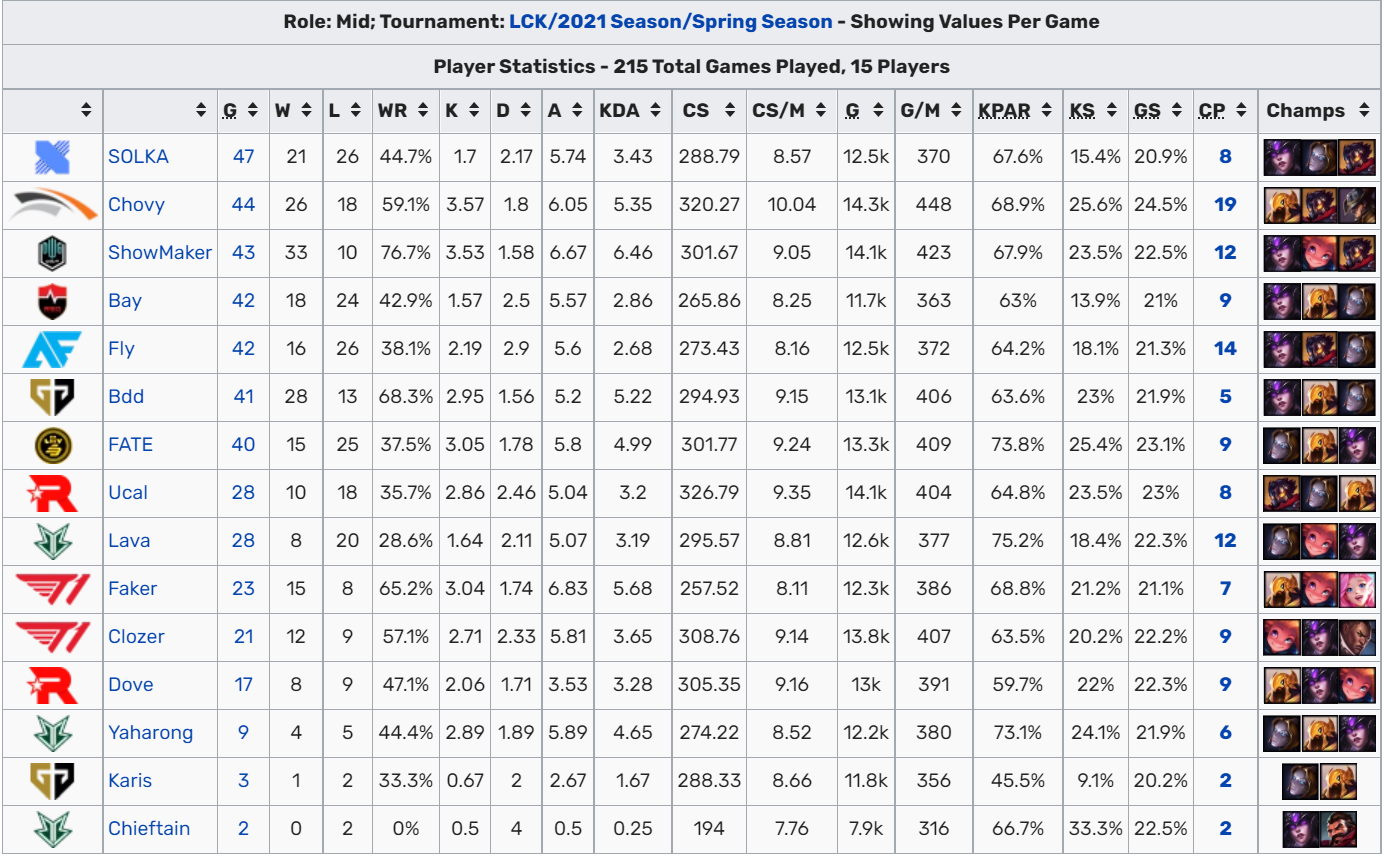 Role: Mid; Tournament: LCK/2021 Season/Spring Season - Showing Values Per Game
Player Statistics - 215 Total Games Played, 15 Players
G W L WR K D A KDA CS CS/M G G/M KPAR KS GS CP Champs
SOLKA 47 21 26 44.7% 1.7 2.17 5.74 3.43 288.79 8.57 12.5k 370 67.6% 15.4% 20.9% 8
Chovy 44 26 18 59.1% 3.57 1.8 6.05 5.35 320.27 10.04 14.3k 448 68.9% 25.6% 24.5% 19
ShowMaker 43 33 10 76.7% 3.53 1.58 6.67 6.46 301.67 9.05 14.1k 423 67.9% 23.5% 22.5% 12
Bay 42 18 24 42.9% 1.57 2.5 5.57 2.86 265.86 8.25 11.7k 363 63% 13.9% 21% 9
Fly 42 16 26 38.1% 2.19 2.9 5.6 2.68 273.43 8.16 12.5k 372 64.2% 18.1% 21.3% 14
Bdd 41 28 13 68.3% 2.95 1.56 5.2 5.22 294.93 9.15 13.1k 406 63.6% 23% 21.9% 5
FATE 40 15 25 37.5% 3.05 1.78 5.8 4.99 301.77 9.24 13.3k 409 73.8% 25.4% 23.1% 9
Ucal 28 10 18 35.7% 2.86 2.46 5.04 3.2 326.79 9.35 14.1k 404 64.8% 23.5% 23% 8
Lava 28 8 20 28.6% 1.64 2.11 5.07 3.19 295.57 8.81 12.6k 377 75.2% 18.4% 22.3% 12
Faker 23 15 8 65.2% 3.04 1.74 6.83 5.68 257.52 8.11 12.3k 386 68.8% 21.2% 21.1% 7
Clozer 21 12 9 57.1% 2.71 2.33 5.81 3.65 308.76 9.14 13.8k 407 63.5% 20.2% 22.2% 9
Dove 17 8 9 47.1% 2.06 1.71 3.53 3.28 305.35 9.16 13k 391 59.7% 22% 22.3% 9
Yaharong 9 4 5 44.4% 2.89 1.89 5.89 4.65 274.22 8.52 12.2k 380 73.1% 24.1% 21.9% 6
Karis 3 1 2 33.3% 0.67 2 2.67 1.67 288.33 8.66 11.8k 356 45.5% 9.1% 20.2% 2
Chieftain 2 0 2 0% 0.5 4 0.5 0.25 194 7.76 7.9k 316 66.7% 33.3% 22.5% 2